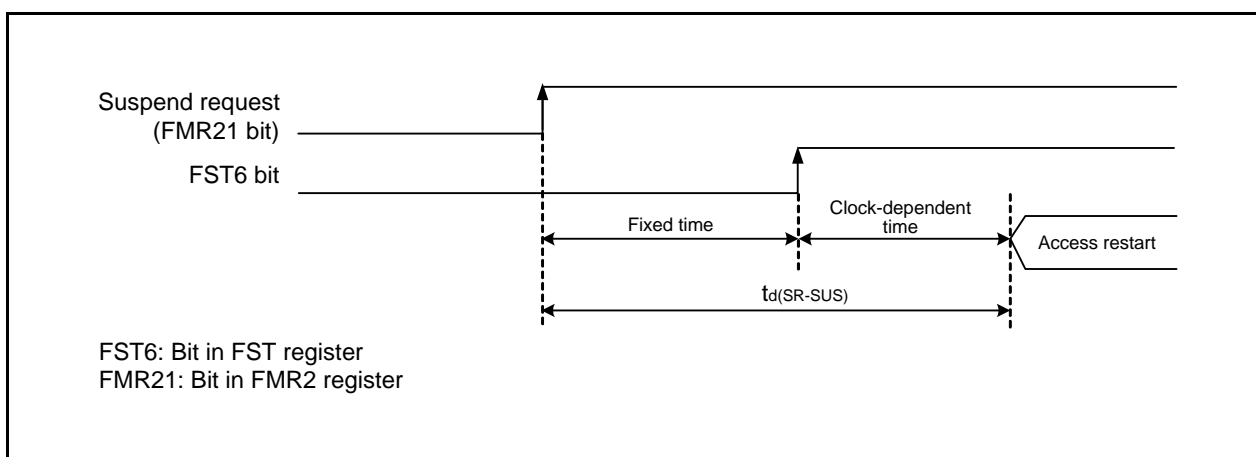 Suspend request
(FMR21 bit)
FST6 bit
Fixed time
Clock-dependent
time
Access restart
td(SR-SUS)
FST6: Bit in FST register
FMR21: Bit in FMR2 register